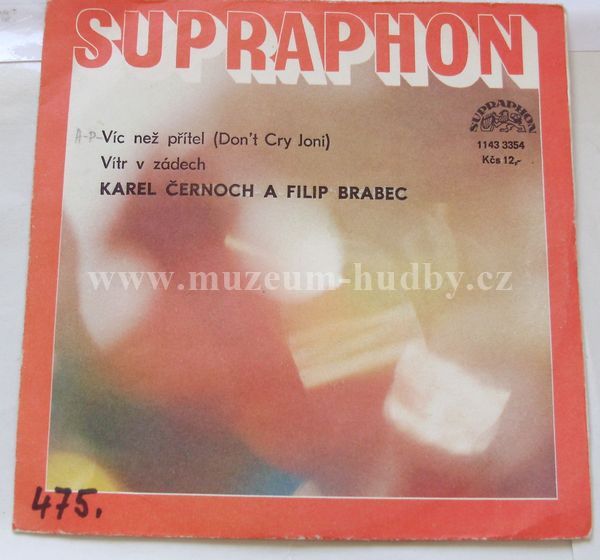 SUPRAPHON
SUPRAPHON
1143 3354
Kčs 12,-
A-P- Víc než přítel (Don't Cry Joni)
Vítr v zádech
KAREL ČERNOCH A FILIP BRABEC
www.muzeum-hudby.cz
475.